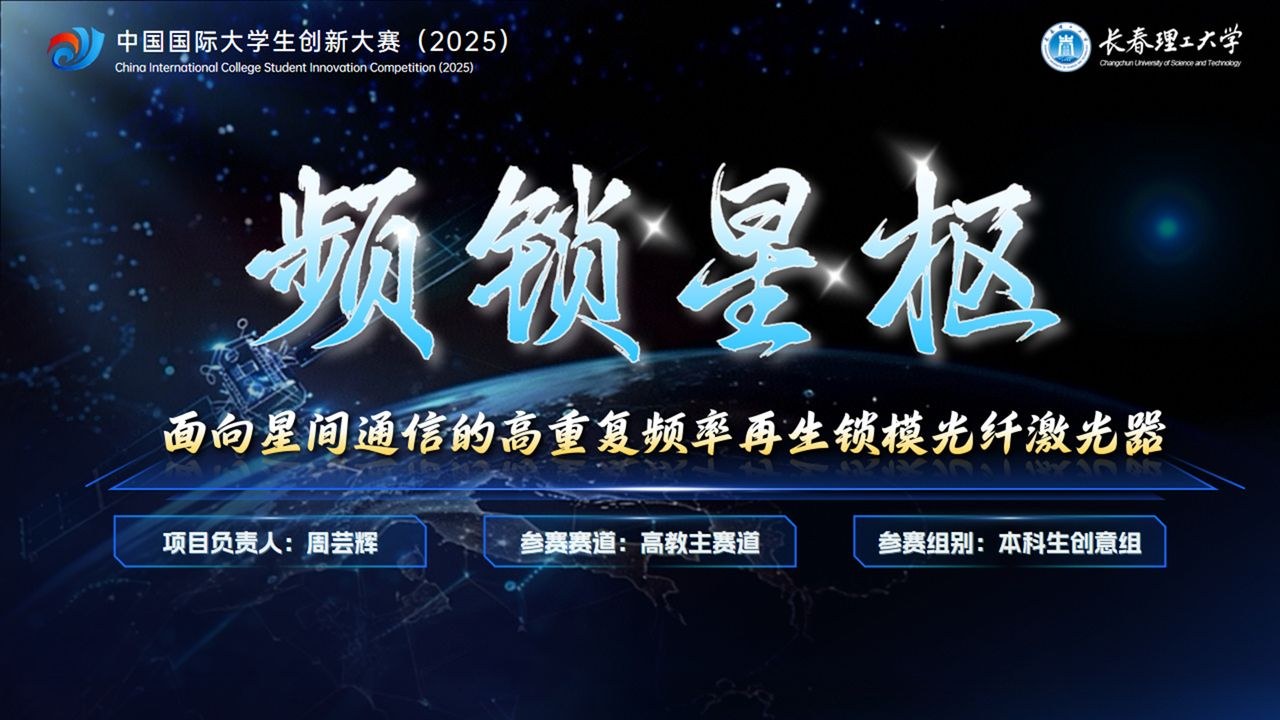 中国国际大学生创新大赛（2025）
China International College Student Innovation Competition (2025)
长春理工大学
Changchun University of Science and Technology
频锁星枢
面向星间通信的高重复频率再生锁模光纤激光器
项目负责人：周芸辉
参赛赛道：高教主赛道
参赛组别：本科生创意组